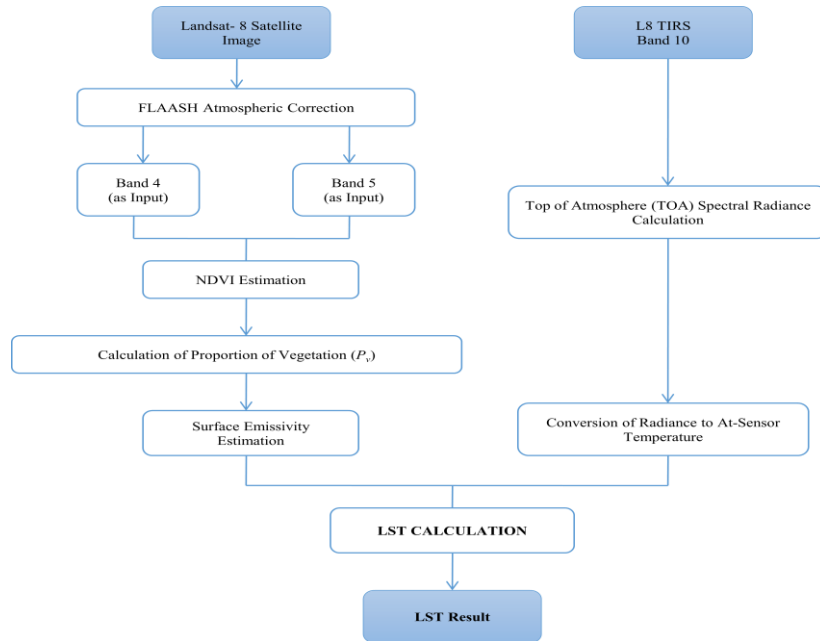 Landsat- 8 Satellite
Image
L8 TIRS
Band 10
FLAASH Atmospheric Correction
Band 4
(as Input)
Band 5
(as Input)
Top of Atmosphere (TOA) Spectral Radiance
Calculation
NDVI Estimation
Calculation of Proportion of Vegetation (Pv)
Surface Emissivity
Estimation
Conversion of Radiance to At-Sensor
Temperature
LST CALCULATION
LST Result